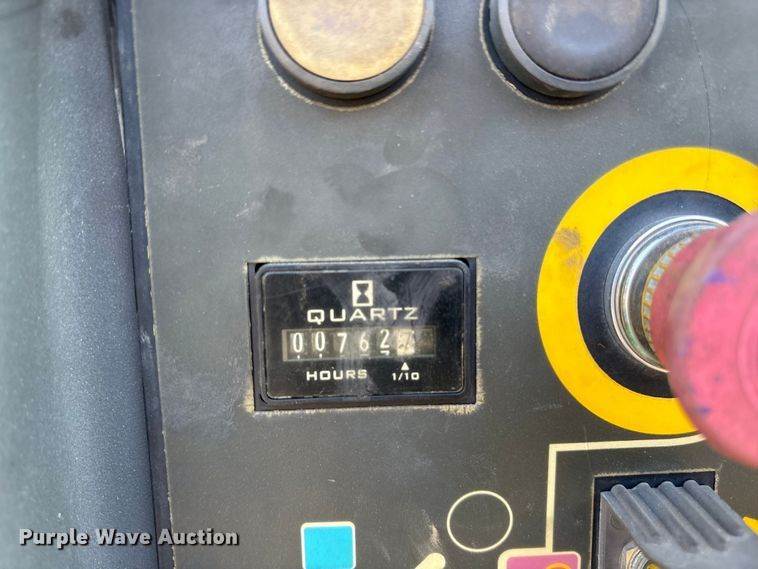 QUARTZ
00762
HOURS 1/10
Purple Wave Auction